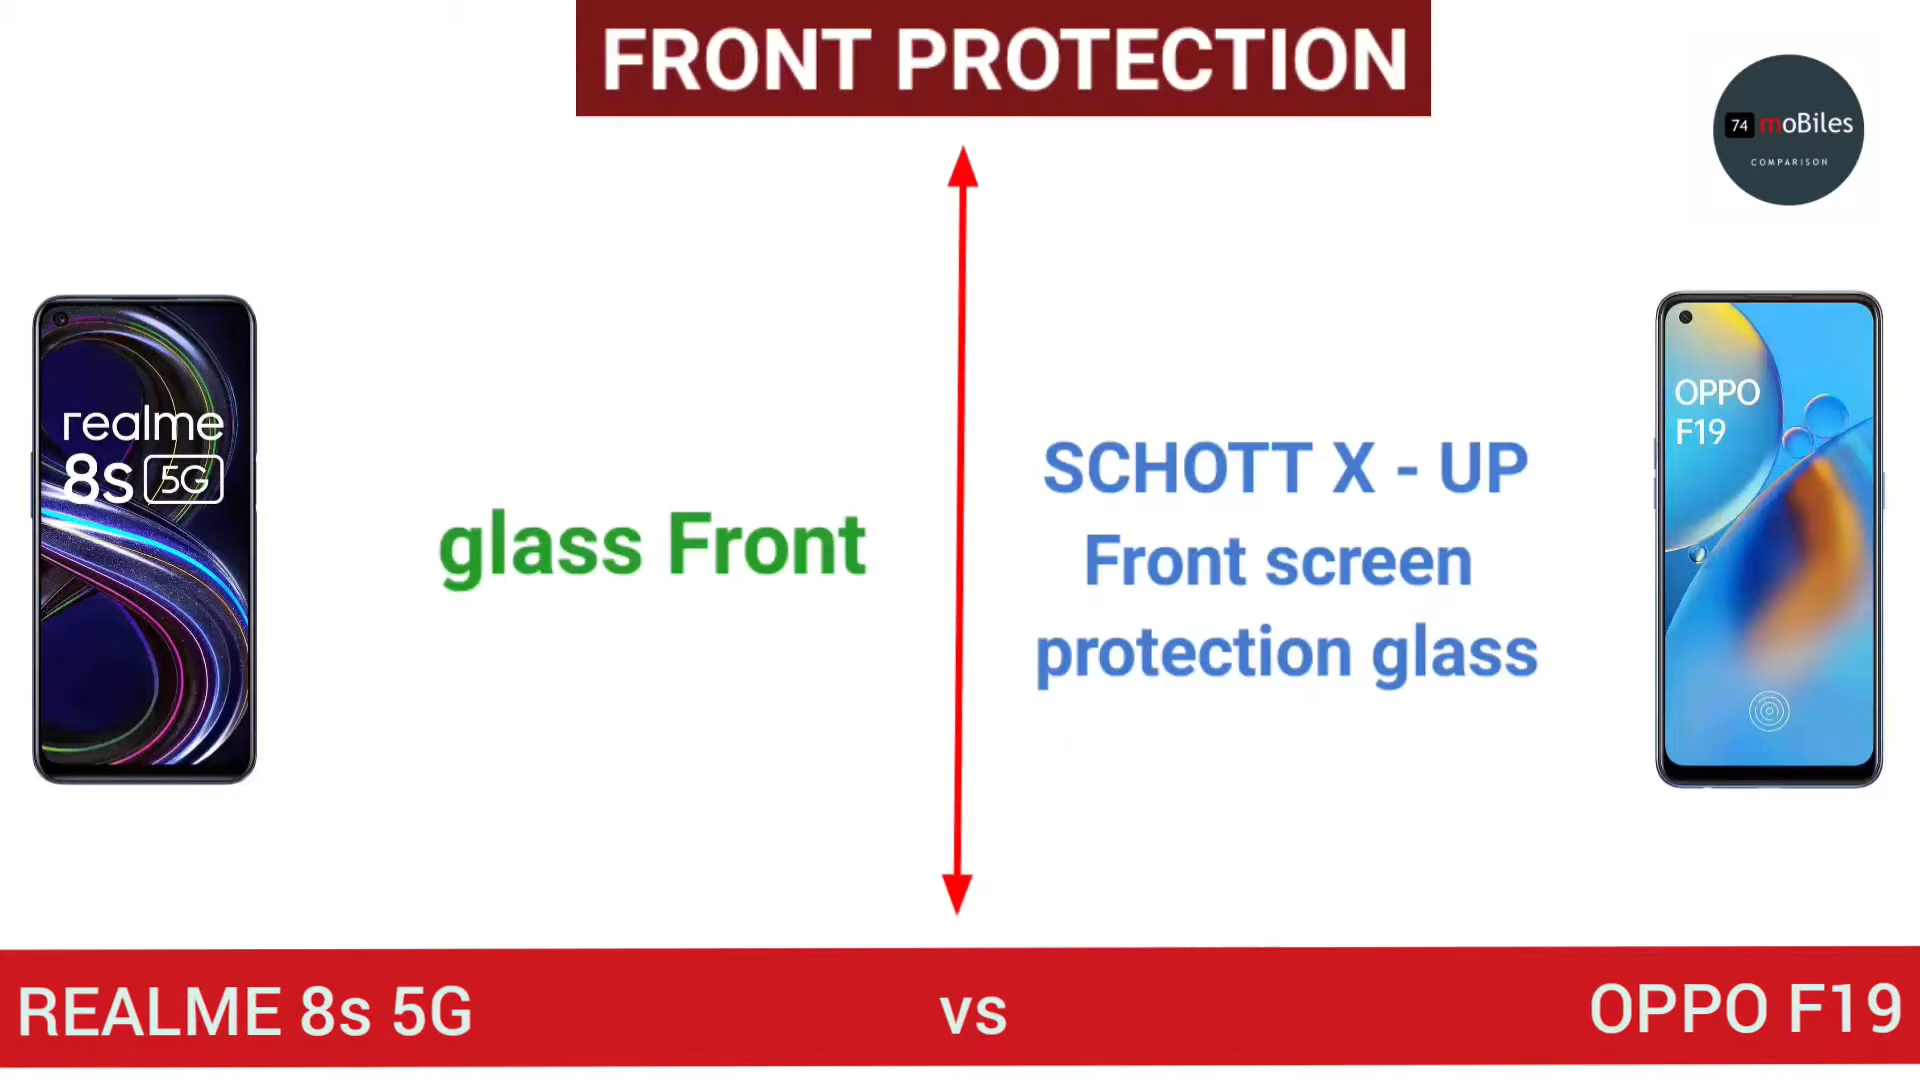 FRONT PROTECTION
74 moBiles
COMPARISON
realme
8s 5G
glass Front
SCHOTT X - UP
Front screen
protection glass
OPPO
F19
REALME 8s 5G vs OPPO F19